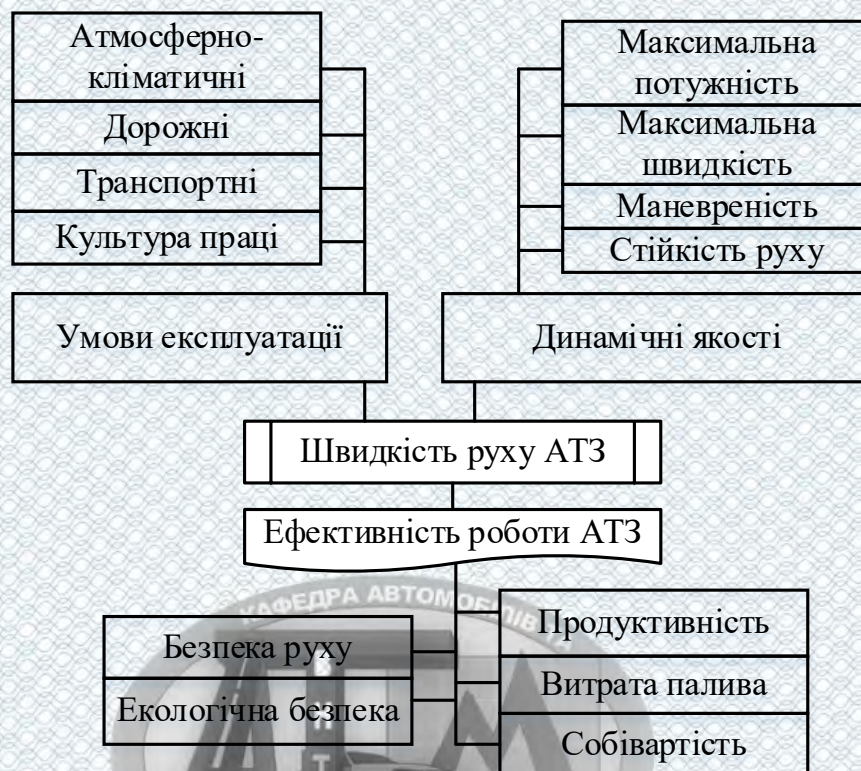 Атмосферно-
кліматичні
Дорожні
Транспортні
Культура праці
Максимальна
потужність
Максимальна
швидкість
Маневреність
Стійкість руху
Умови експлуатації
Динамічні якості
Швидкість руху АТЗ
Ефективність роботи АТЗ
КАФЕДРА
Безпека руху
Екологічна безпека
Продуктивність
Витрата палива
Собівартість